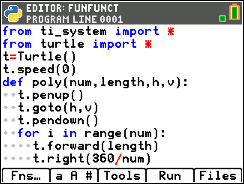 EDITOR: FUNFUNCT
PROGRAM LINE 0001
from ti_system import *
from turtle import *
t=Turtle()
t.speed(0)
def poly(num,length,h,v):
  t.penup()
  t.goto(h,v)
  t.pendown()
  for i in range(num):
    t.forward(length)
    t.right(360/num)
Fns… a A # Tools Run Files